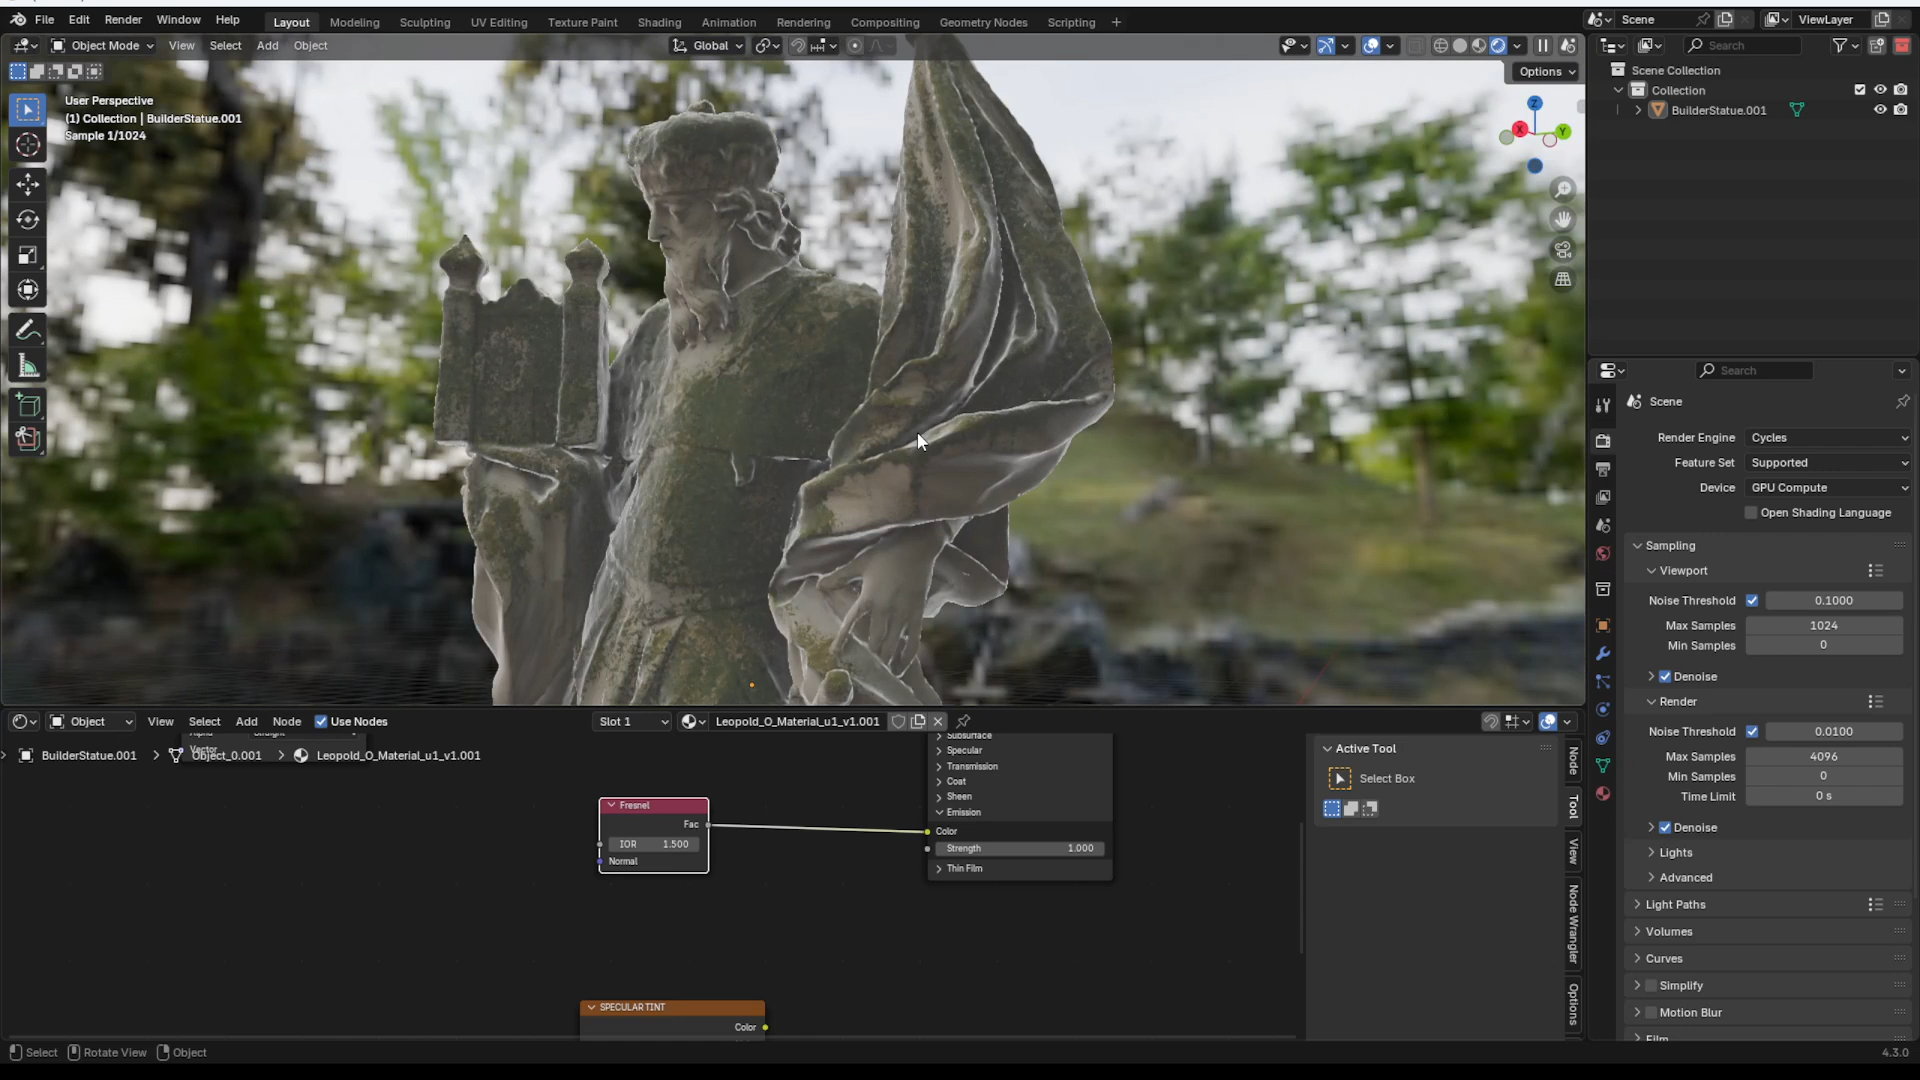 File Edit Render Window Help Layout Modeling Sculpting UV Editing Texture Paint Shading Animation Rendering Compositing Geometry Nodes Scripting + Scene ViewLayer
Object Mode View Select Add Object Global Search
Options
User Perspective
(1) Collection | BuilderStatue.001
Sample 1/1024
Z
X
Y
Scene Collection
Collection
BuilderStatue.001
Search
Scene
Render Engine Cycles
Feature Set Supported
Device GPU Compute
Open Shading Language
Sampling
Viewport
Noise Threshold 0.1000
Max Samples 1024
Min Samples 0
Denoise
Render
Noise Threshold 0.0100
Max Samples 4096
Min Samples 0
Time Limit 0 s
Denoise
Lights
Advanced
Light Paths
Volumes
Curves
Simplify
Motion Blur
Film
Object View Select Add Node Use Nodes Slot 1 Leopold_O_Material_u1_v1.001
Vector
BuilderStatue.001 > Object_0.001 > Leopold_O_Material_u1_v1.001
Fresnel
Fac
IOR 1.500
Normal
Subsurface
Specular
Transmission
Coat
Sheen
Emission
Color
Strength 1.000
Thin Film
SPECULAR TINT
Color
Active Tool
Select Box
Node
Tool
View
Node Wrangler
Options
Select Rotate View Object 4.3.0